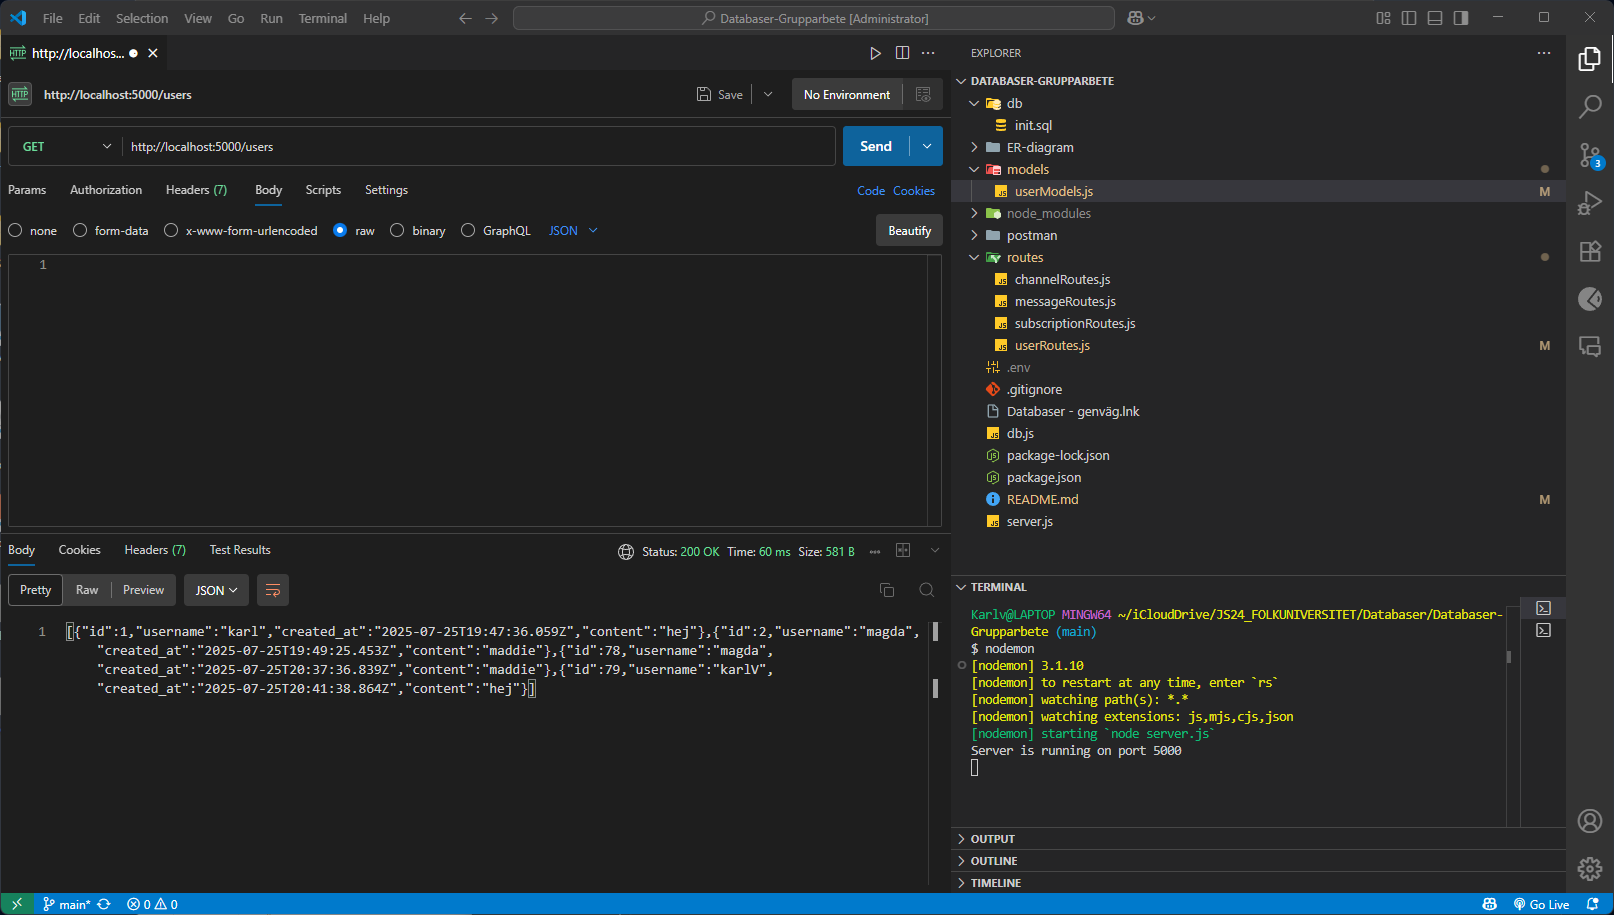 File Edit Selection View Go Run Terminal Help
Databaser-Grupparbete [Administrator]
HTTP http://localhos...
HTTP http://localhost:5000/users
Save
No Environment
GET http://localhost:5000/users
Send
Params Authorization Headers (7) Body Scripts Settings
Code Cookies
none form-data x-www-form-urlencoded raw binary GraphQL JSON
Beautify
1
Body Cookies Headers (7) Test Results
Status: 200 OK Time: 60 ms Size: 581 B
Pretty Raw Preview JSON
1 [{"id":1,"username":"karl","created_at":"2025-07-25T19:47:36.059Z","content":"hej"},{"id":2,"username":"magda",
"created_at":"2025-07-25T19:49:25.453Z","content":"maddie"},{"id":78,"username":"magda",
"created_at":"2025-07-25T20:37:36.839Z","content":"maddie"},{"id":79,"username":"karlV",
"created_at":"2025-07-25T20:41:38.864Z","content":"hej"}]
EXPLORER
DATABASER-GRUPPARBETE
db
init.sql
ER-diagram
models
JS userModels.js M
node_modules
postman
routes
JS channelRoutes.js
JS messageRoutes.js
JS subscriptionRoutes.js
JS userRoutes.js M
.env
.gitignore
Databaser - genväg.lnk
JS db.js
package-lock.json
package.json
README.md M
JS server.js
3
TERMINAL
Karlv@LAPTOP MINGW64 ~/iCloudDrive/JS24_FOLKUNIVERSITET/Databaser/Databaser-
Grupparbete (main)
$ nodemon
[nodemon] 3.1.10
[nodemon] to restart at any time, enter `rs`
[nodemon] watching path(s): *.*
[nodemon] watching extensions: js,mjs,cjs,json
[nodemon] starting `node server.js`
Server is running on port 5000
OUTPUT
OUTLINE
TIMELINE
main* 0 0
Go Live